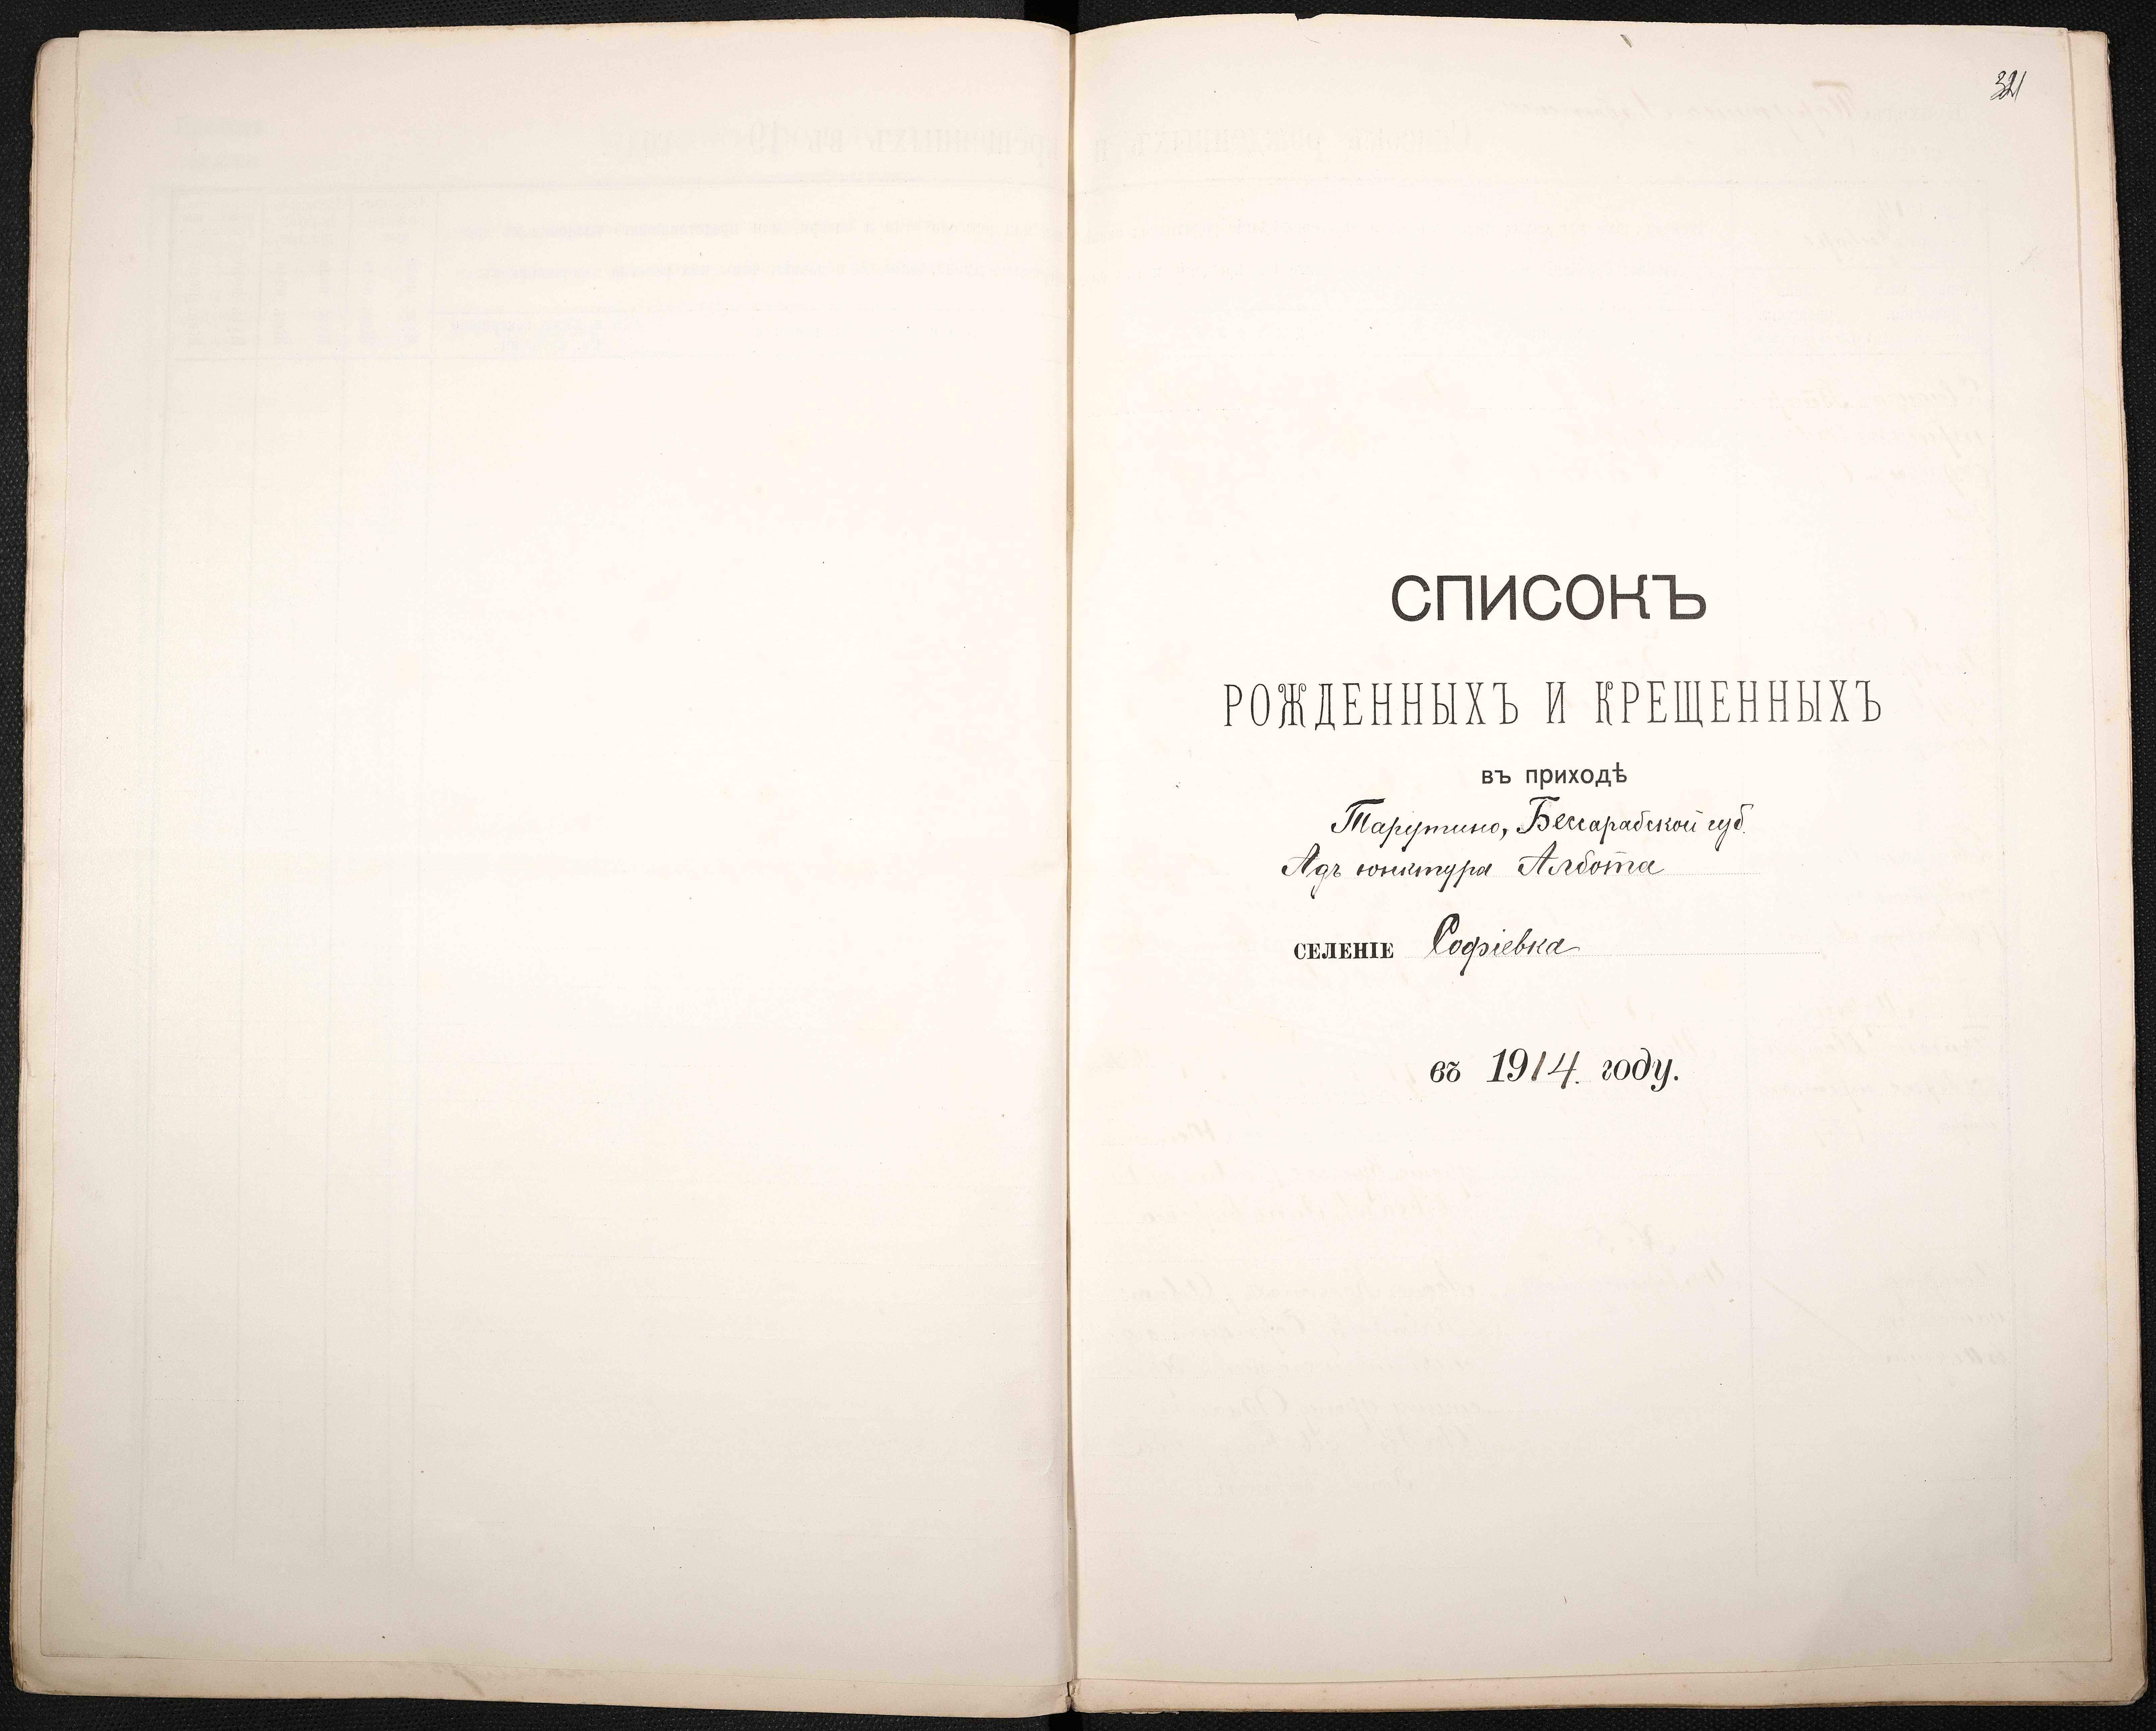 321
СПИСОКЪ
РОЖДЕННЫХЪ И КРЕЩЕННЫХЪ
въ приходѣ
Тарутино, Бессарабской губ.
Адъюнктура Албота
СЕЛЕНІЕ Софіевка
въ 1914. году.